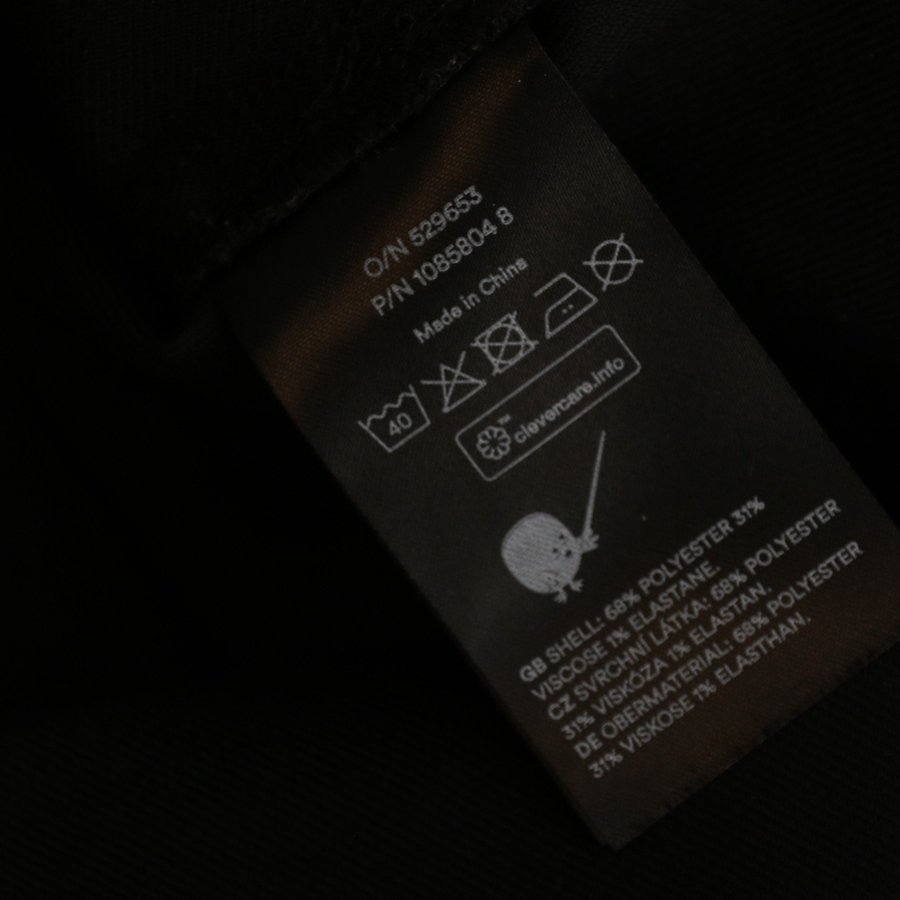 O/N 529653
P/N 1085804 8
Made in China
40
clevercare.info
GB SHELL: 68% POLYESTER 31%
VISCOSE 1% ELASTANE.
CZ SVRCHNÍ LÁTKA: 68% POLYESTER
31% VISKÓZA 1% ELASTAN.
DE OBERMATERIAL: 68% POLYESTER
31% VISKOSE 1% ELASTHAN.